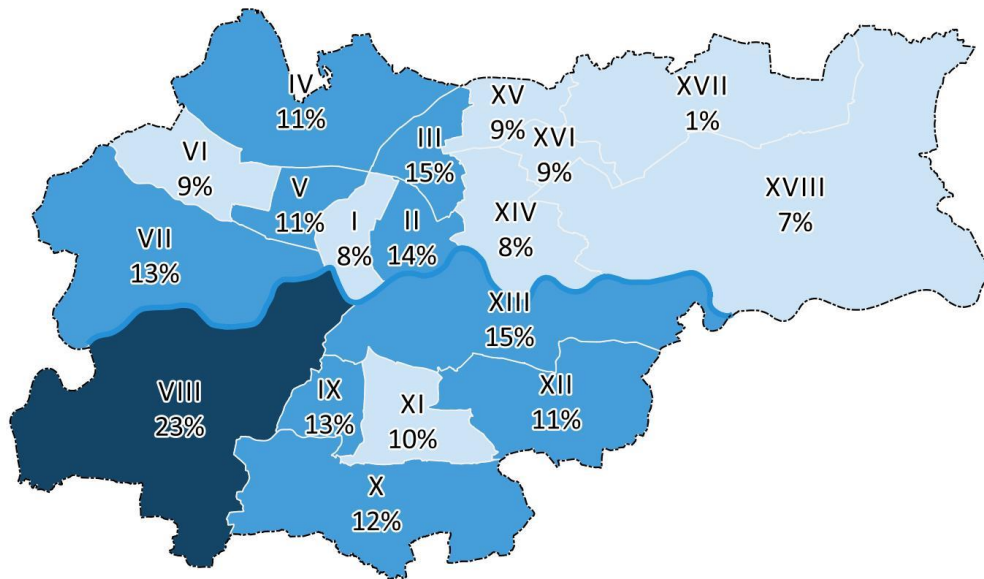 IV
11%
XV
9%
XVII
1%
III
15%
XVI
9%
VI
9%
V
11%
I
8%
II
14%
XIV
8%
XVIII
7%
VII
13%
XIII
15%
VIII
23%
IX
13%
XI
10%
XII
11%
X
12%